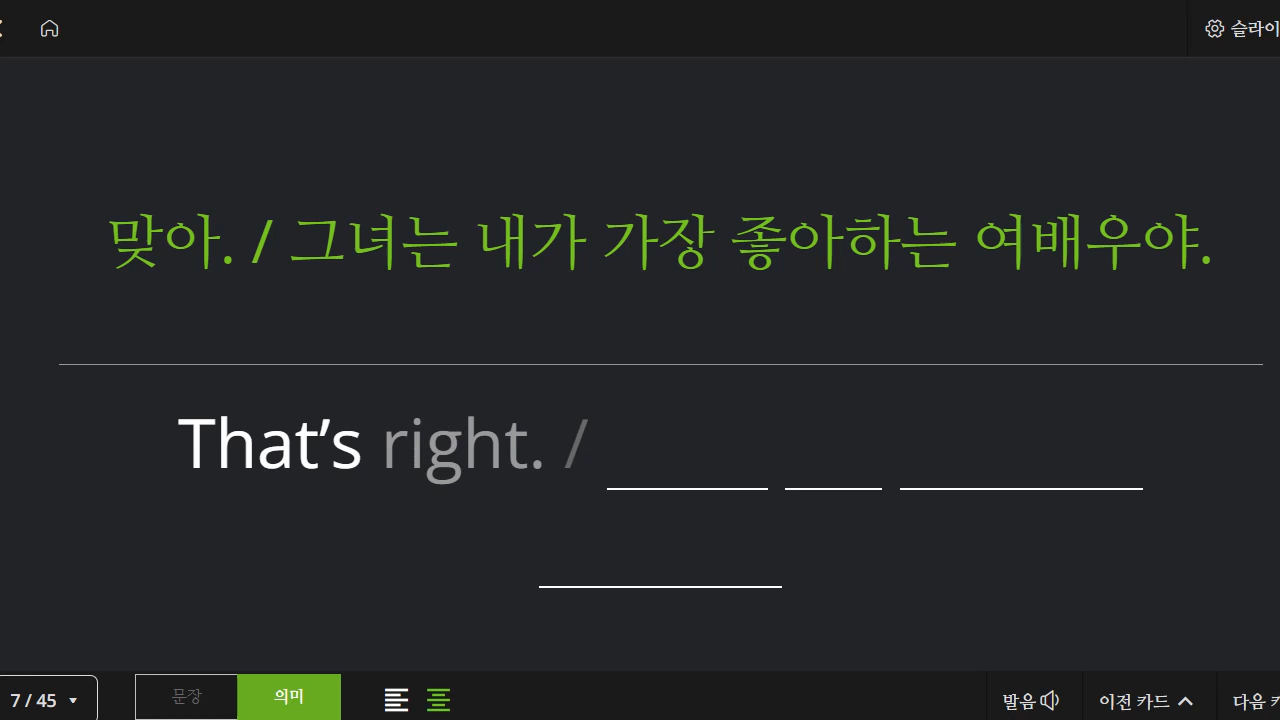 슬라이
맞아. / 그녀는 내가 가장 좋아하는 여배우야.
That’s right. /
7 / 45
문장
의미
발음
이전 카드
다음